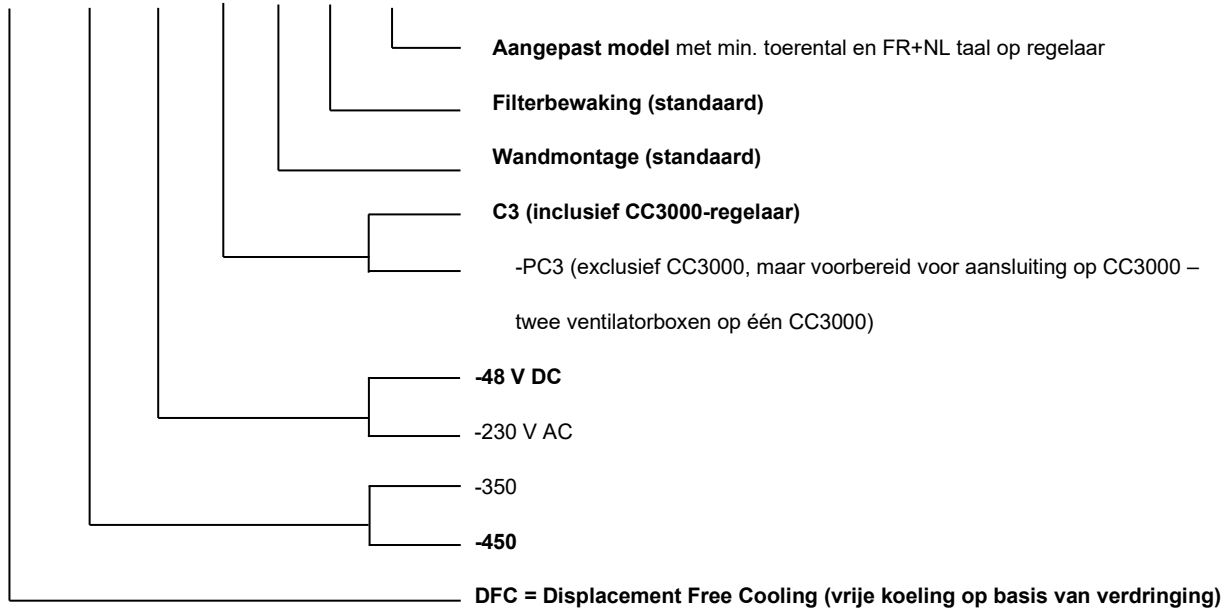 Aangepast model met min. toerental en FR+NL taal op regelaar
Filterbewaking (standaard)
Wandmontage (standaard)
C3 (inclusief CC3000-regelaar)
-PC3 (exclusief CC3000, maar voorbereid voor aansluiting op CC3000 –
twee ventilatorboxen op één CC3000)
-48 V DC
-230 V AC
-350
-450
DFC = Displacement Free Cooling (vrije koeling op basis van verdringing)